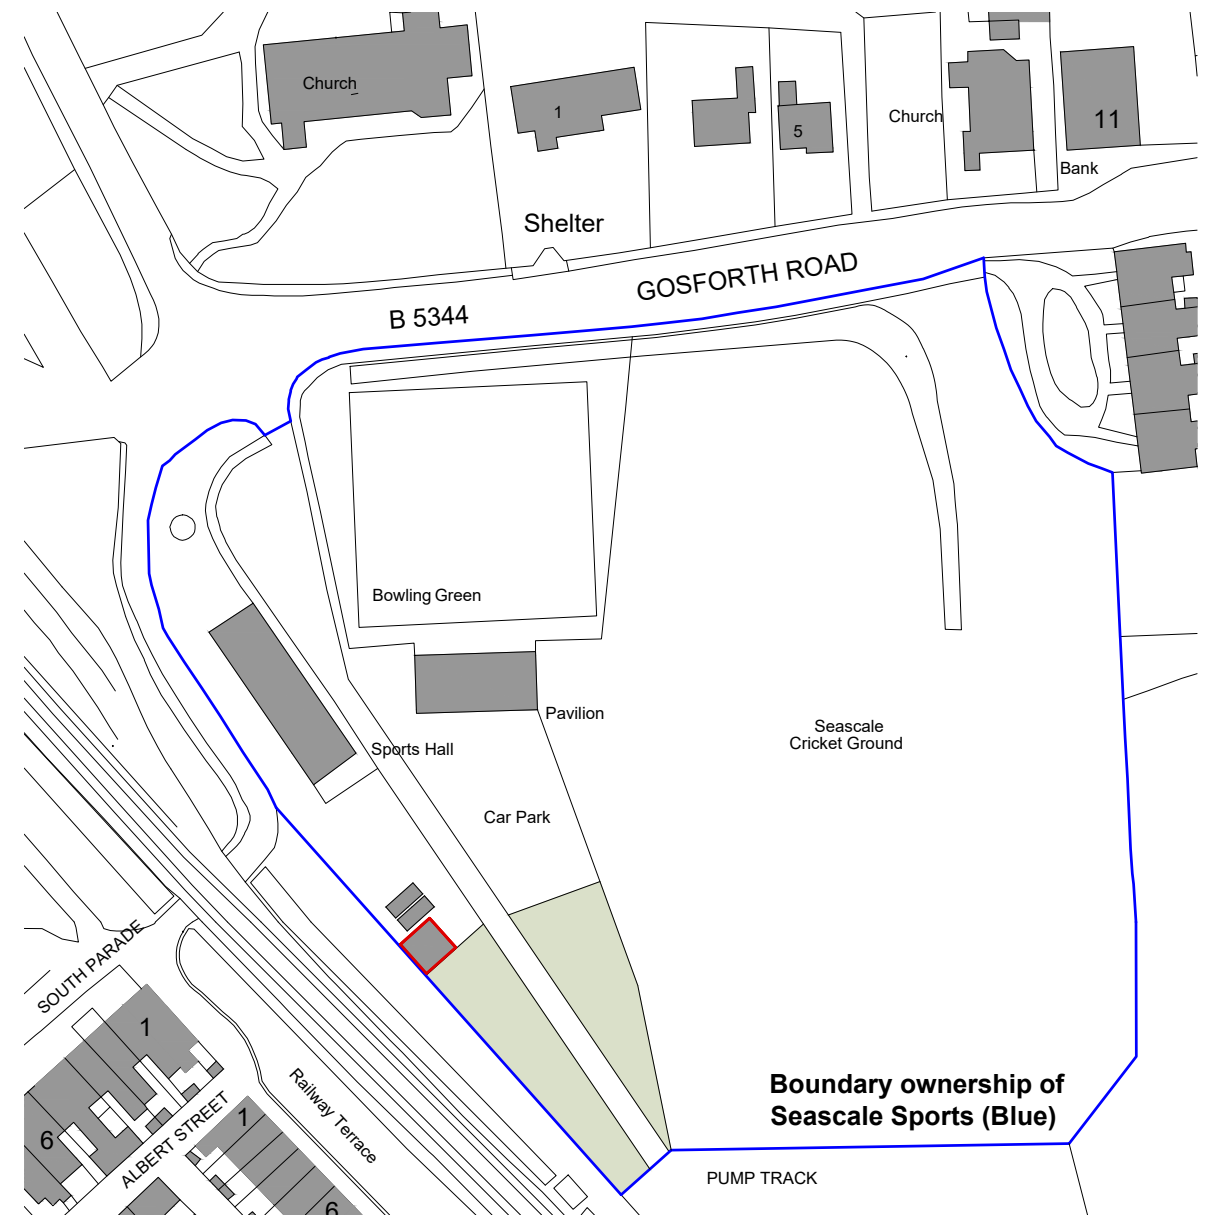 Church
1
5
Church
11
Bank
Shelter
GOSFORTH ROAD
B 5344
Bowling Green
Pavilion
Seascale
Cricket Ground
Sports Hall
Car Park
SOUTH PARADE
1
Railway Terrace
Boundary ownership of
Seascale Sports (Blue)
ALBERT STREET
1
6
PUMP TRACK
6